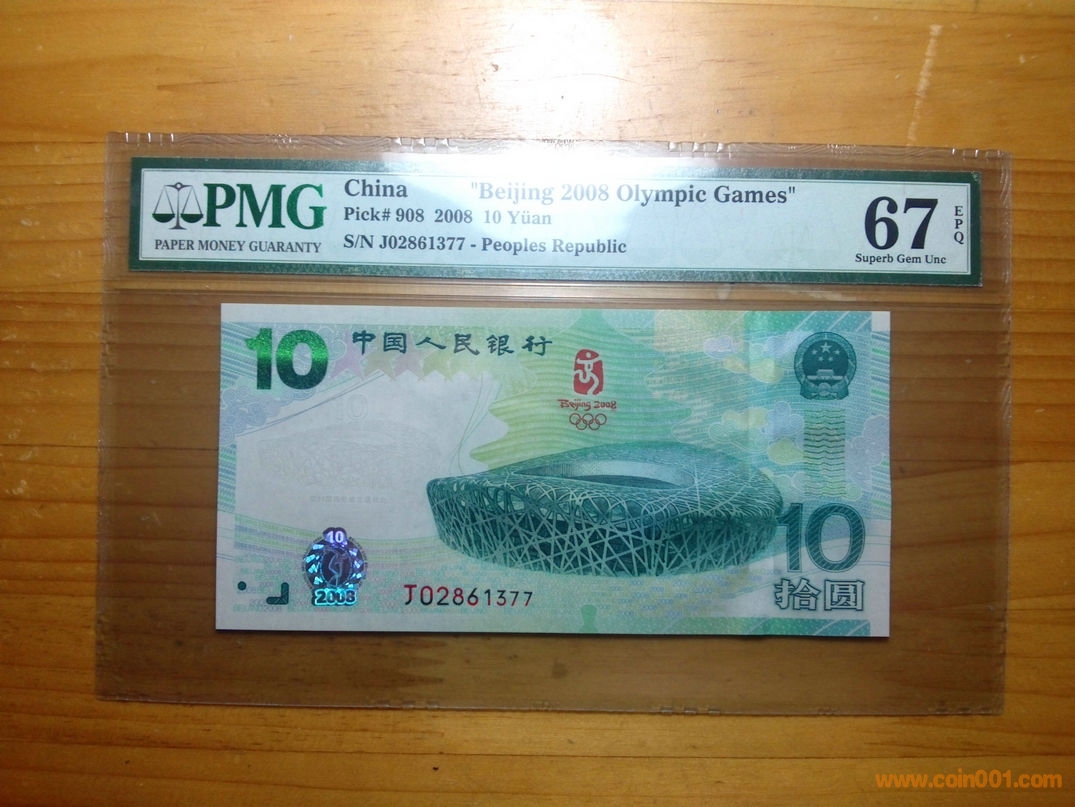 PMG
PAPER MONEY GUARANTY
China "Beijing 2008 Olympic Games"
Pick# 908 2008 10 Yüan
S/N J02861377 - Peoples Republic
67
EPQ
Superb Gem Unc
10
中国人民银行
Beijing 2008
10
拾圆
10
2008
J02861377
www.coin001.com